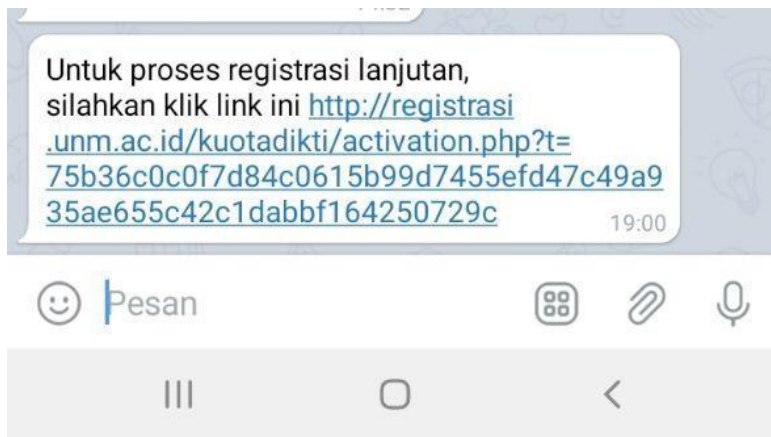 Untuk proses registrasi lanjutan,
silahkan klik link ini http://registrasi
.unm.ac.id/kuotadikti/activation.php?t=
75b36c0c0f7d84c0615b99d7455efd47c49a9
35ae655c42c1dabbf164250729c
19:00
Pesan